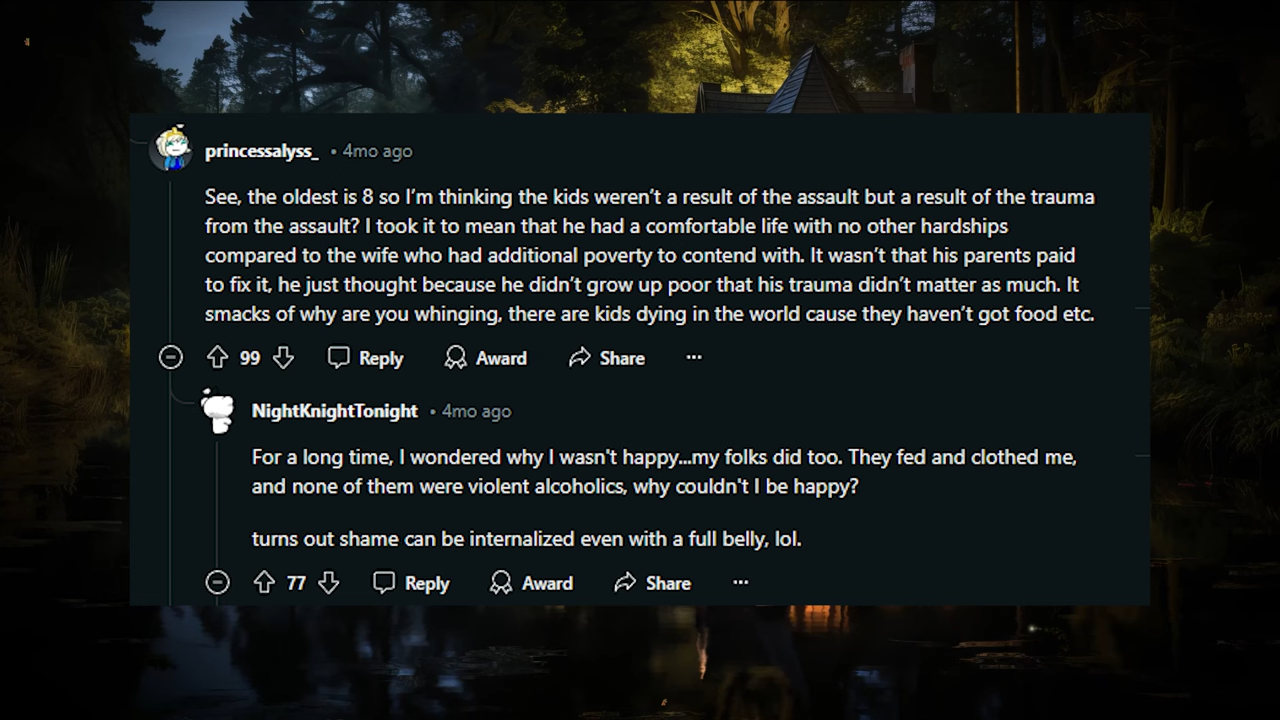 princessalyss_ • 4mo ago
See, the oldest is 8 so I'm thinking the kids weren't a result of the assault but a result of the trauma
from the assault? I took it to mean that he had a comfortable life with no other hardships
compared to the wife who had additional poverty to contend with. It wasn't that his parents paid
to fix it, he just thought because he didn't grow up poor that his trauma didn't matter as much. It
smacks of why are you whinging, there are kids dying in the world cause they haven't got food etc.
99 Reply Award Share ...
NightKnightTonight • 4mo ago
For a long time, I wondered why I wasn't happy...my folks did too. They fed and clothed me,
and none of them were violent alcoholics, why couldn't I be happy?
turns out shame can be internalized even with a full belly, lol.
77 Reply Award Share ...